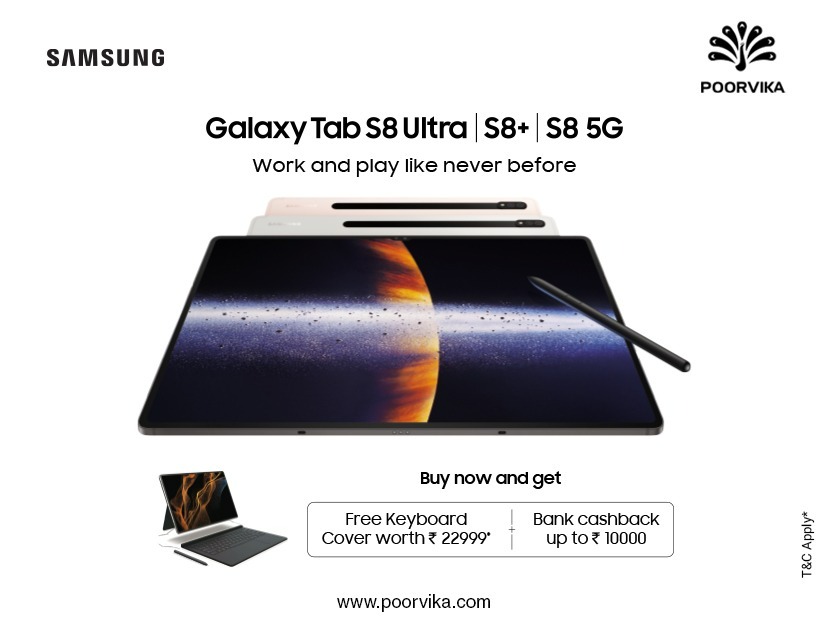 SAMSUNG
POORVIKA
Galaxy Tab S8 Ultra | S8+ | S8 5G
Work and play like never before
Buy now and get
Free Keyboard
Cover worth ₹ 22999*
+
Bank cashback
up to ₹ 10000
T&C Apply*
www.poorvika.com